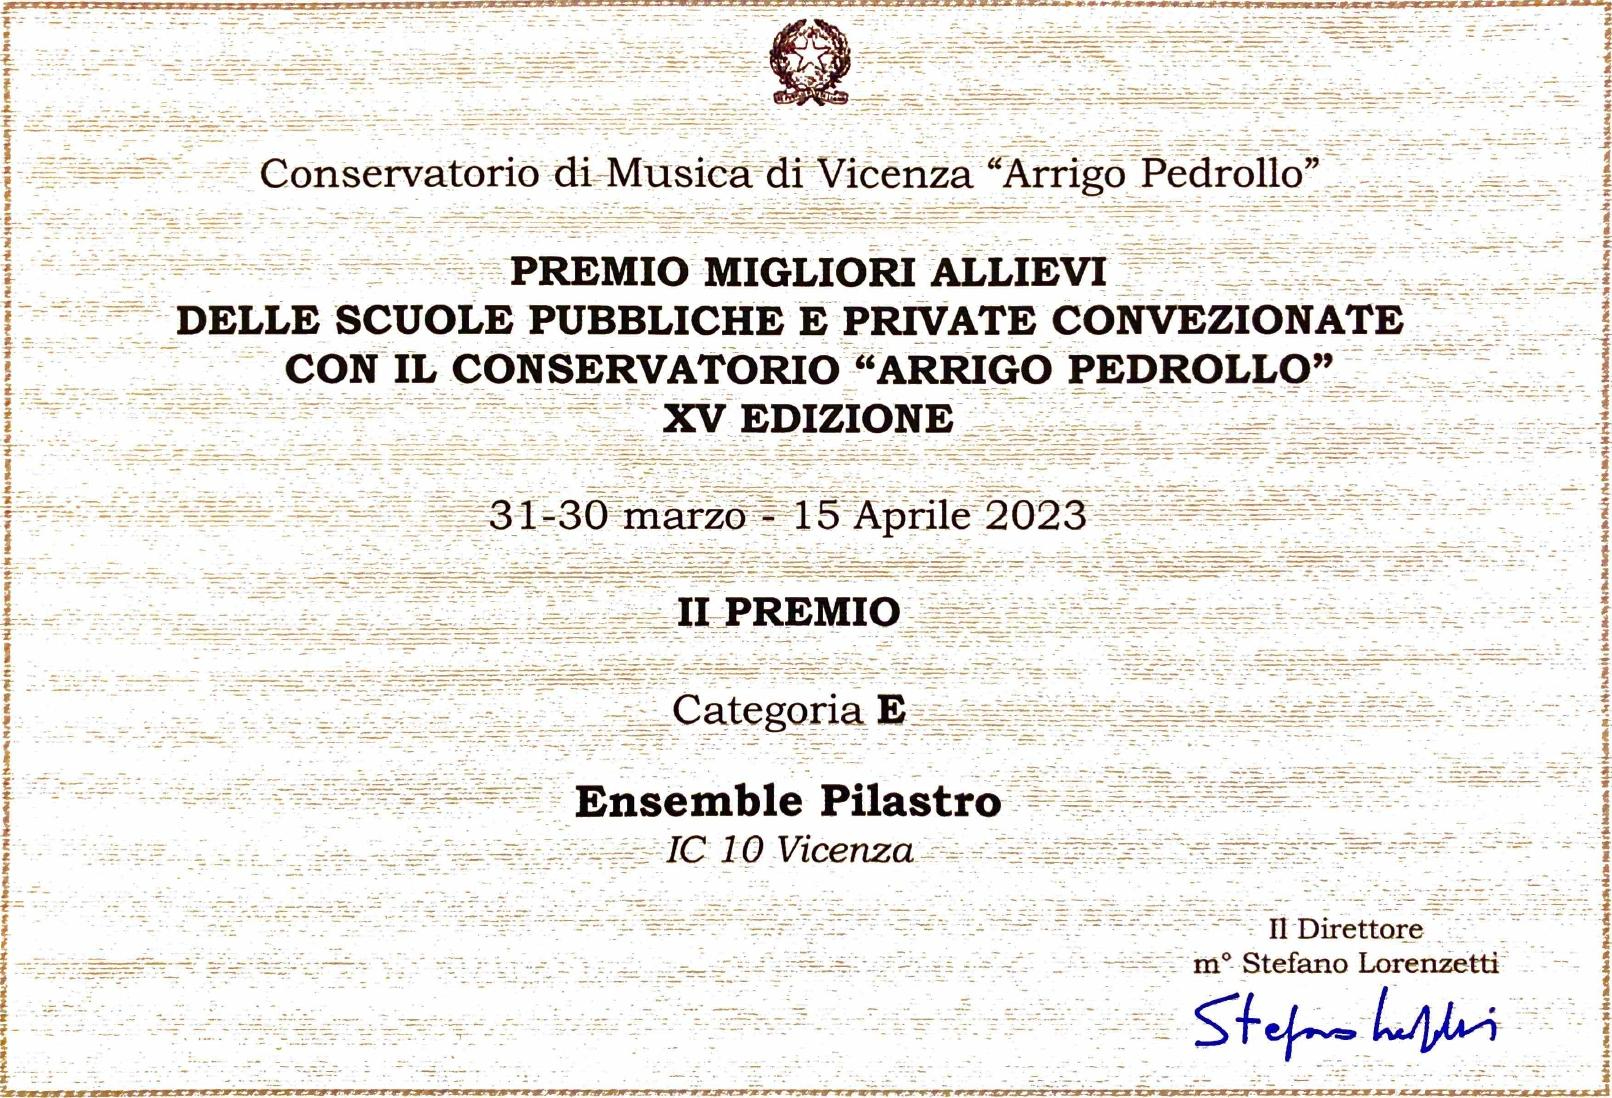 Conservatorio di Musica di Vicenza “Arrigo Pedrollo”
PREMIO MIGLIORI ALLIEVI
DELLE SCUOLE PUBBLICHE E PRIVATE CONVEZIONATE
CON IL CONSERVATORIO “ARRIGO PEDROLLO”
XV EDIZIONE
31-30 marzo - 15 Aprile 2023
II PREMIO
Categoria E
Ensemble Pilastro
IC 10 Vicenza
Il Direttore
m° Stefano Lorenzetti